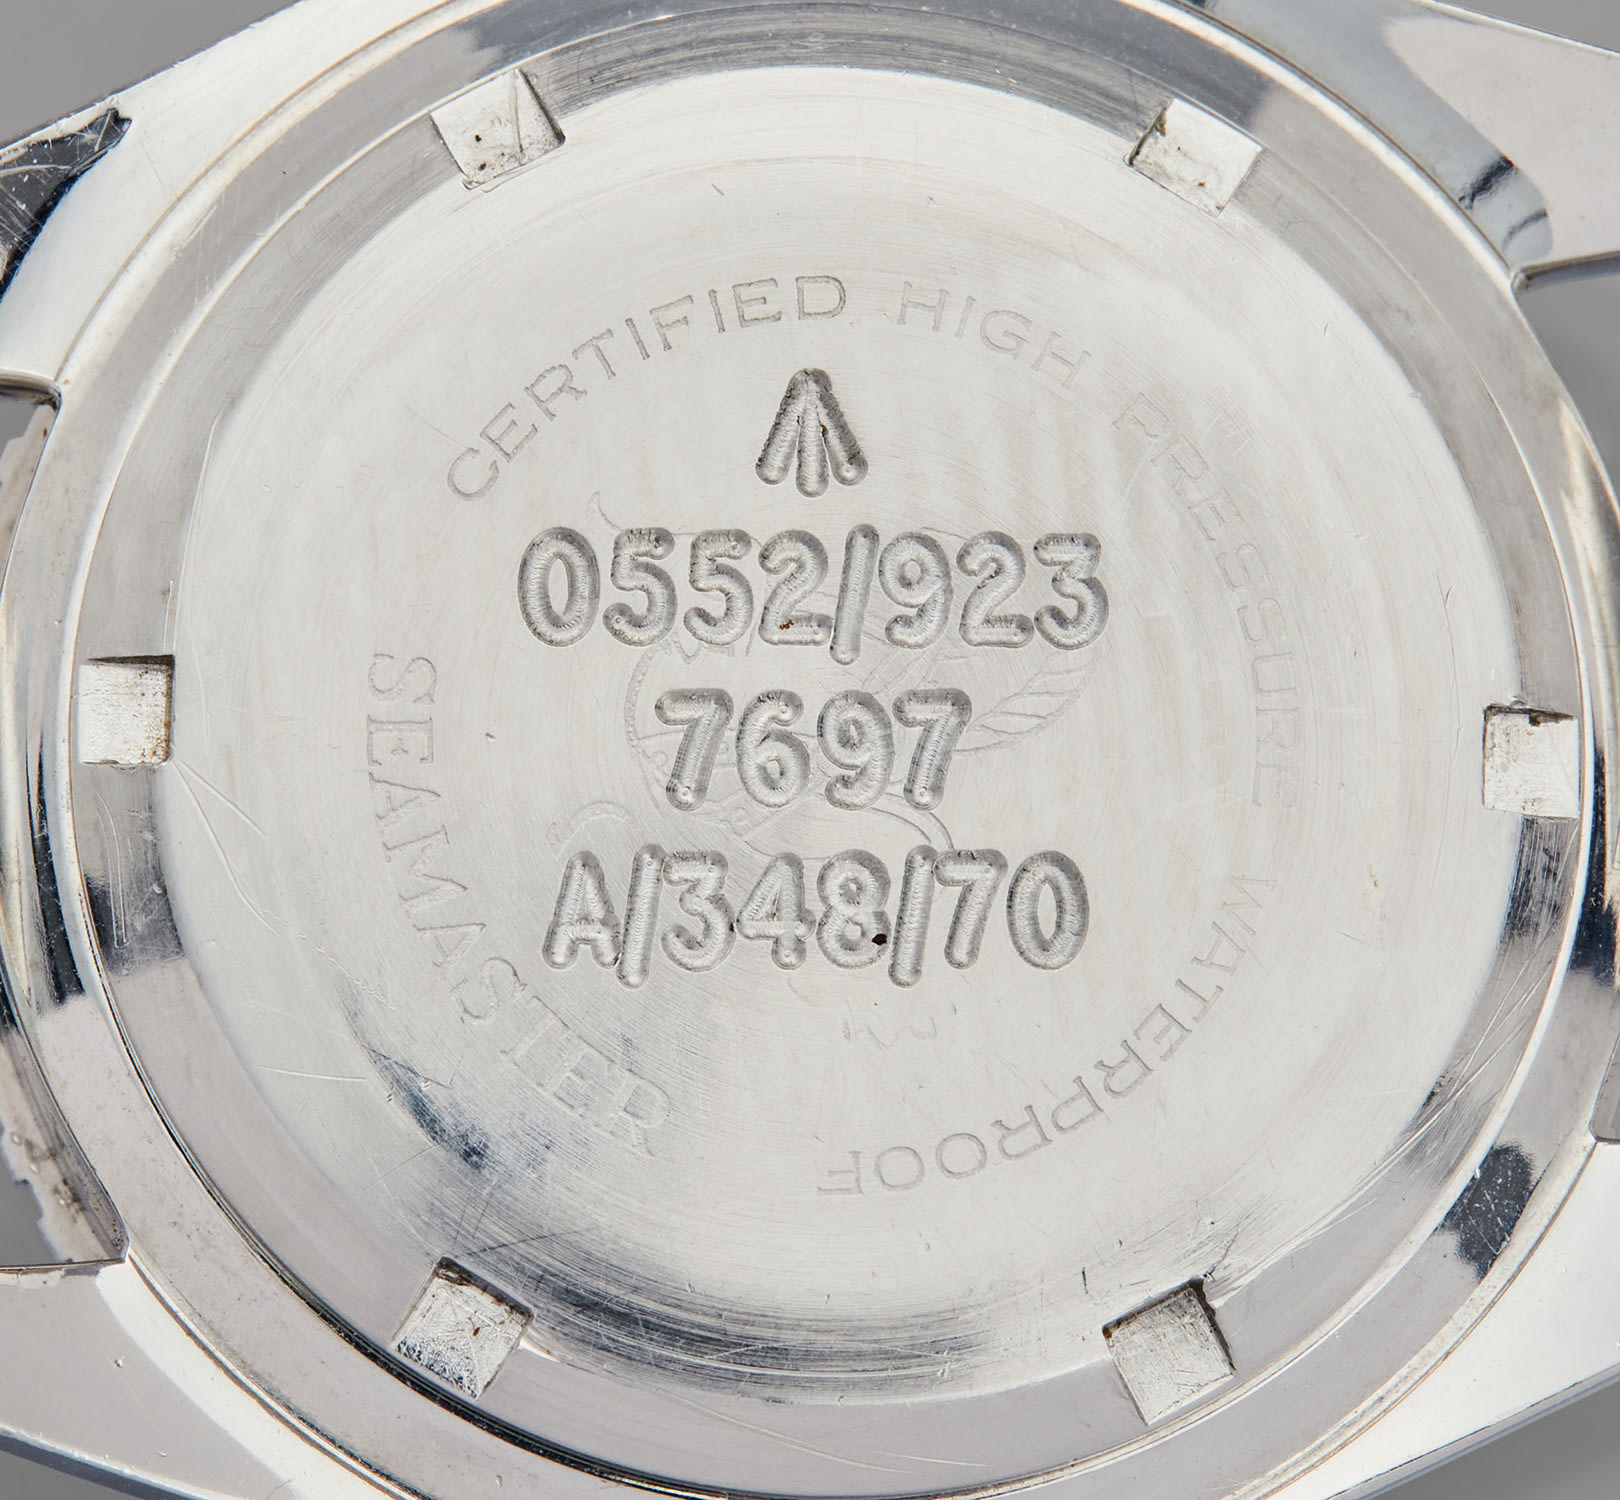 CERTIFIED HIGH PRESSURE WATERPROOF
0552/923
7697
A/348/70
SEAMASTER